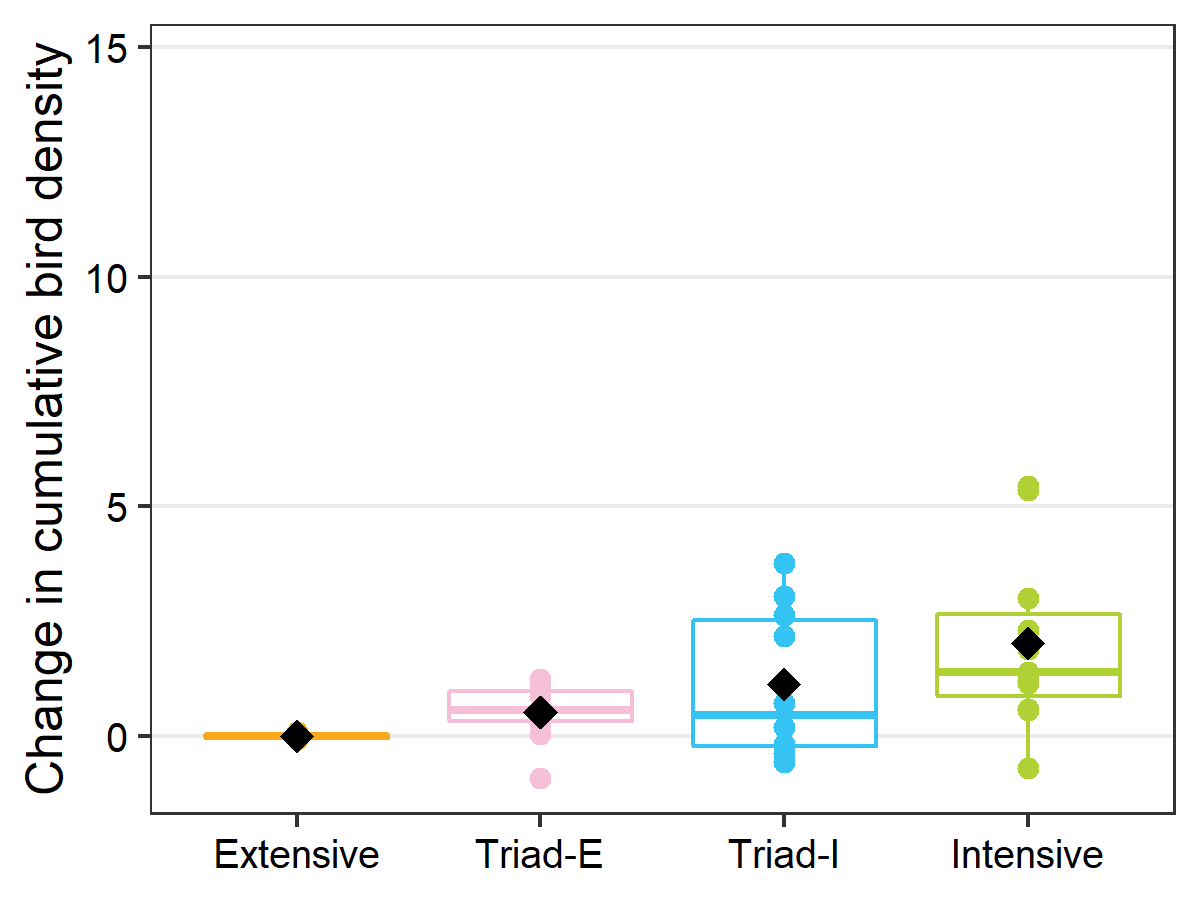 Change in cumulative bird density
15
10
5
0
Extensive
Triad-E
Triad-I
Intensive